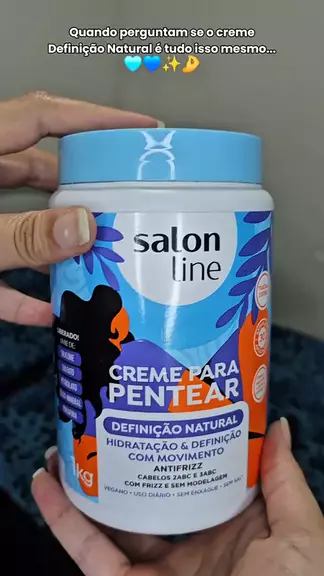 Quando perguntam se o creme
Definição Natural é tudo isso mesmo...
🩵💙✨🤌
salon
line
LIBERADO!
CREME PARA
PENTEAR
DEFINIÇÃO NATURAL
HIDRATAÇÃO & DEFINIÇÃO
COM MOVIMENTO
ANTIFRIZZ
CABELOS 2ABC E 3ABC
COM FRIZZ E SEM MODELAGEM
VEGANO • USO DIÁRIO • SEM ENXÁGUE • SEM SAL
1kg